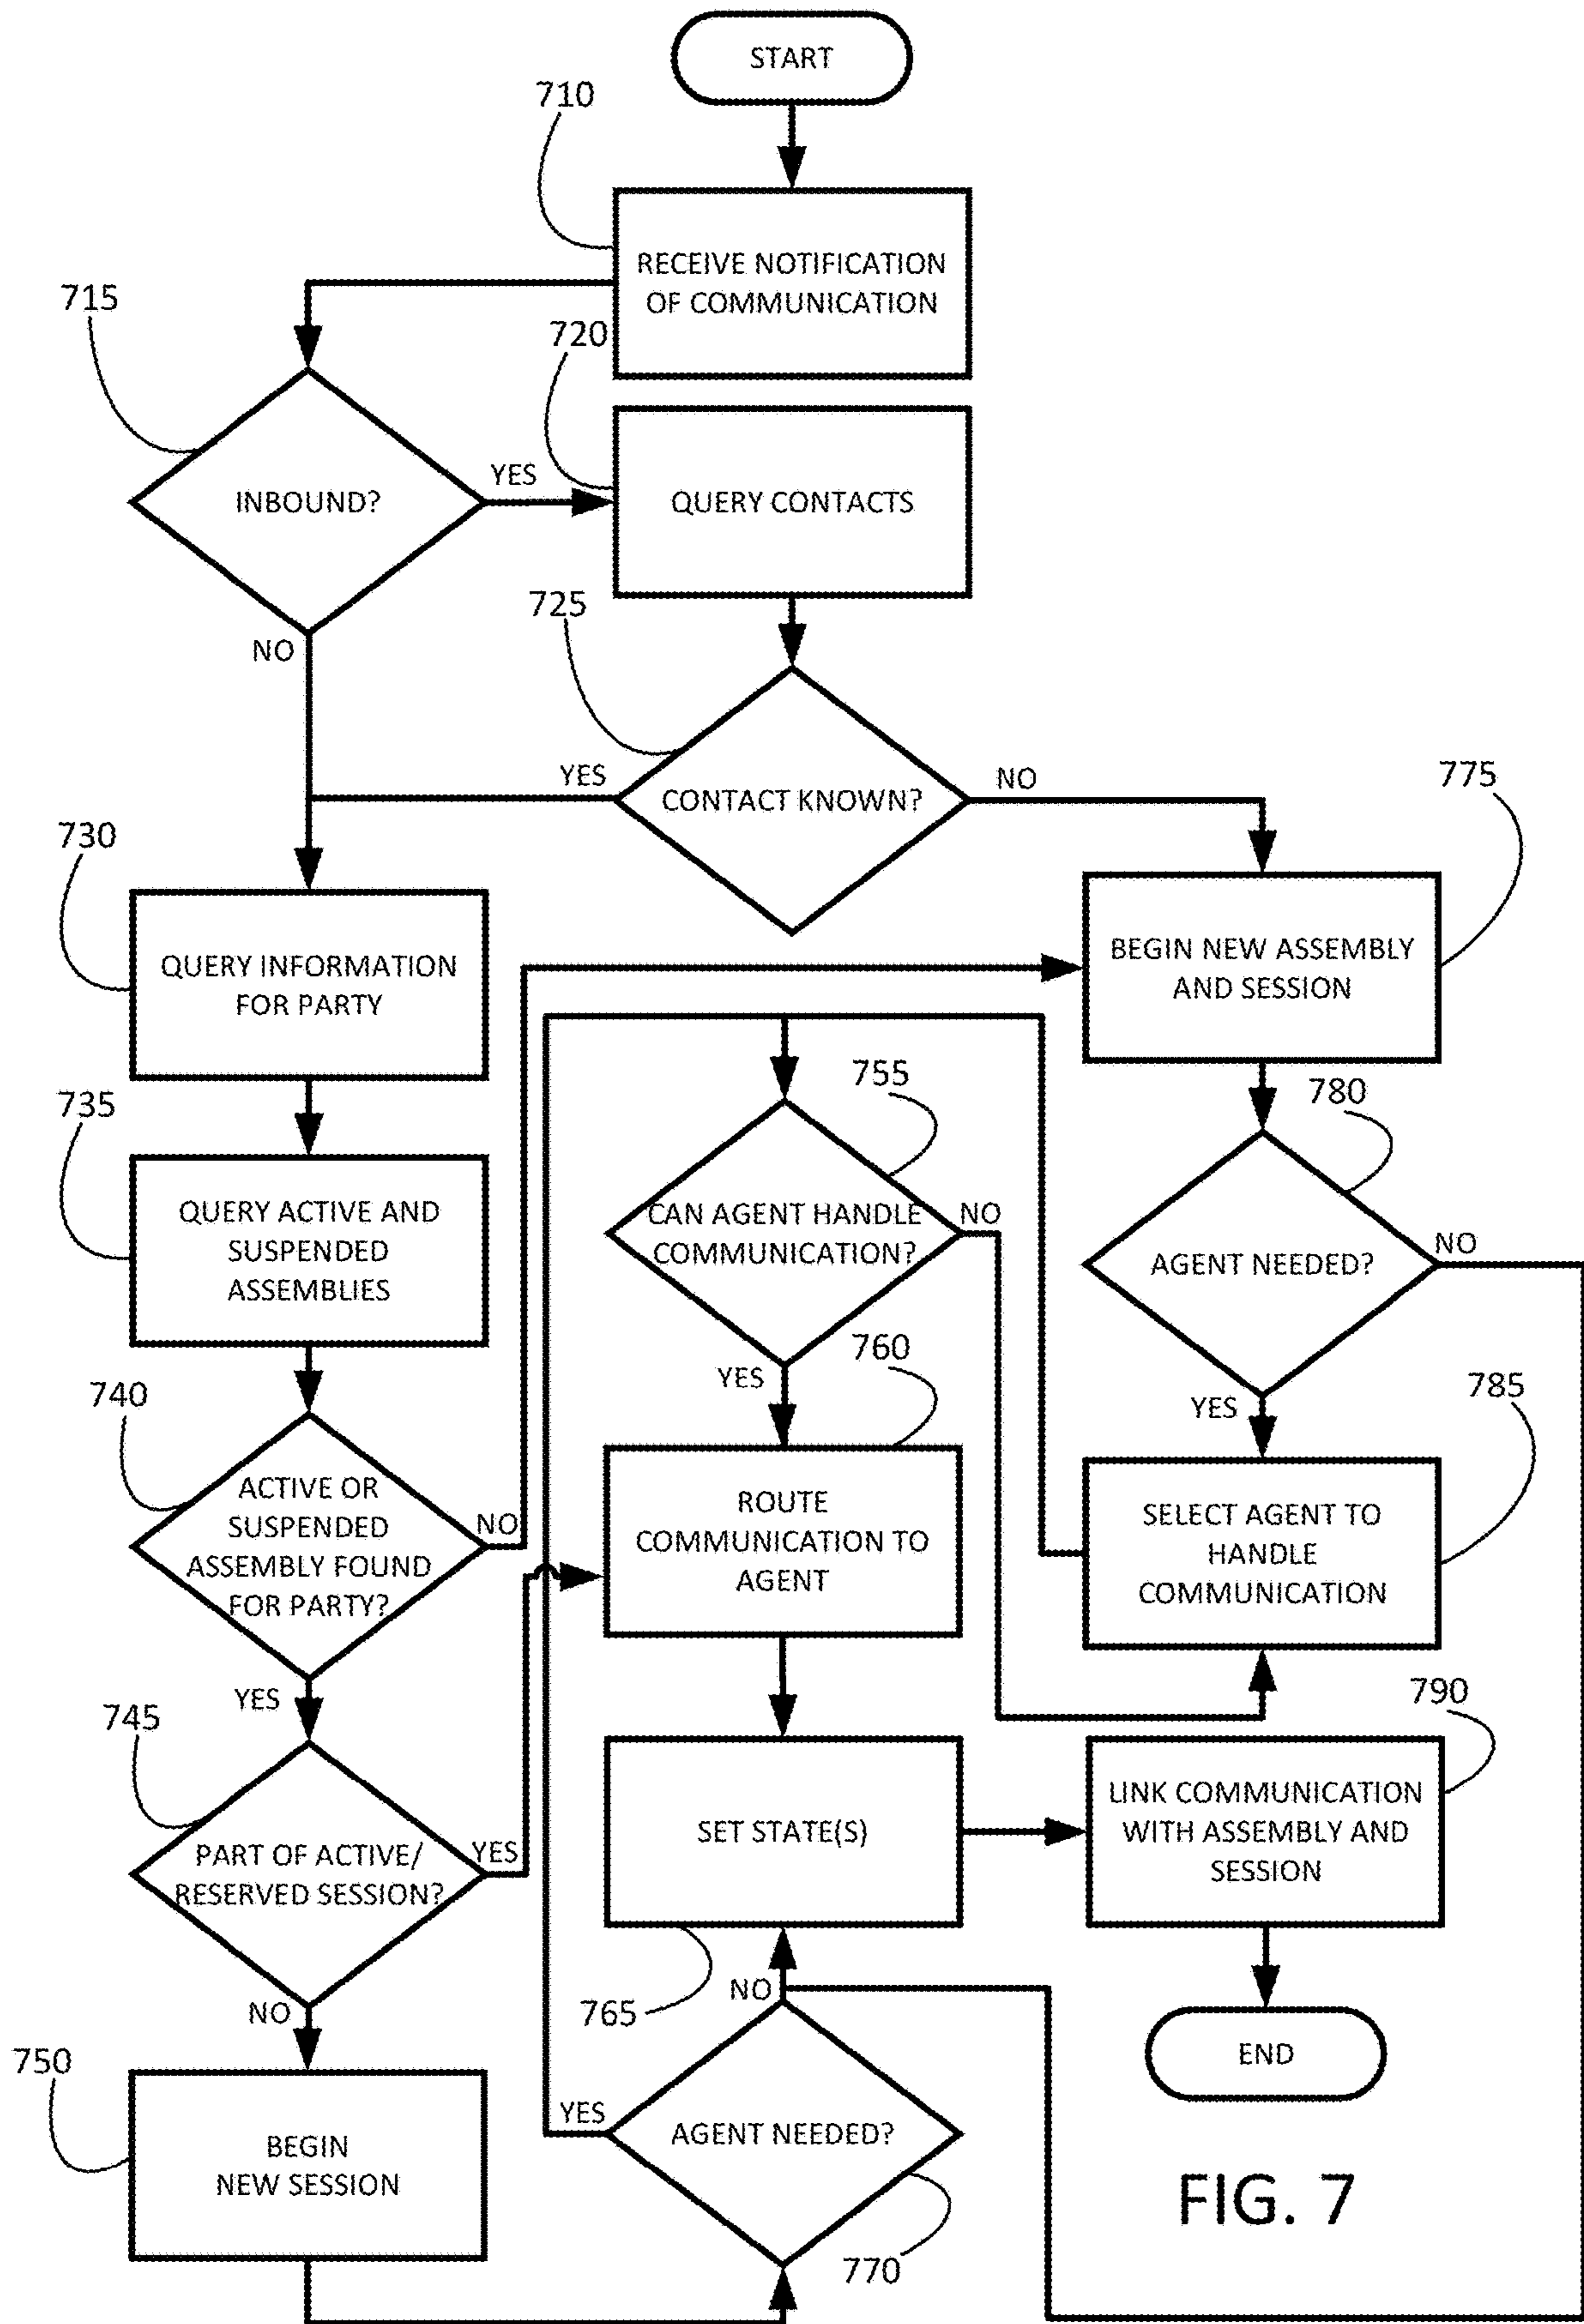 START
710
RECEIVE NOTIFICATION
OF COMMUNICATION
715
720
INBOUND?
YES
QUERY CONTACTS
NO
725
YES
CONTACT KNOWN?
NO
775
730
QUERY INFORMATION
FOR PARTY
BEGIN NEW ASSEMBLY
AND SESSION
735
755
780
QUERY ACTIVE AND
SUSPENDED
ASSEMBLIES
CAN AGENT HANDLE
COMMUNICATION?
NO
AGENT NEEDED?
NO
740
YES
760
YES
785
ACTIVE OR
SUSPENDED
ASSEMBLY FOUND
FOR PARTY?
NO
ROUTE
COMMUNICATION TO
AGENT
SELECT AGENT TO
HANDLE
COMMUNICATION
YES
745
790
PART OF ACTIVE/
RESERVED SESSION?
YES
SET STATE(S)
LINK COMMUNICATION
WITH ASSEMBLY AND
SESSION
NO
765
NO
END
750
BEGIN
NEW SESSION
YES
AGENT NEEDED?
770
FIG. 7